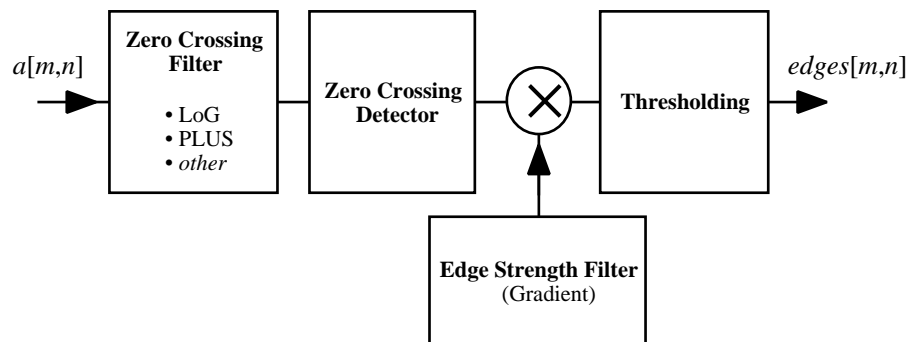 a[m,n]
Zero Crossing
Filter
• LoG
• PLUS
• other
Zero Crossing
Detector
Thresholding
edges[m,n]
Edge Strength Filter
(Gradient)